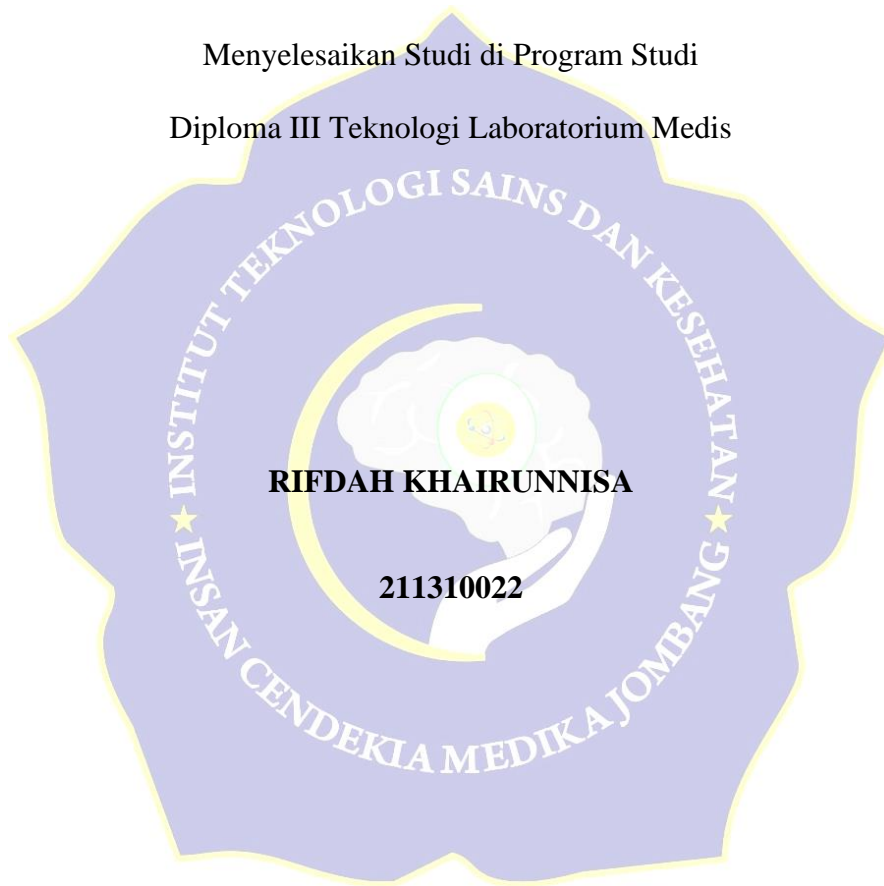 Menyelesaikan Studi di Program Studi
Diploma III Teknologi Laboratorium Medis
INSTITUT TEKNOLOGI SAINS DAN KESEHATAN
RIFDAH KHAIRUNNISA
211310022
INSAN CENDEKIA MEDIKA JOMBANG